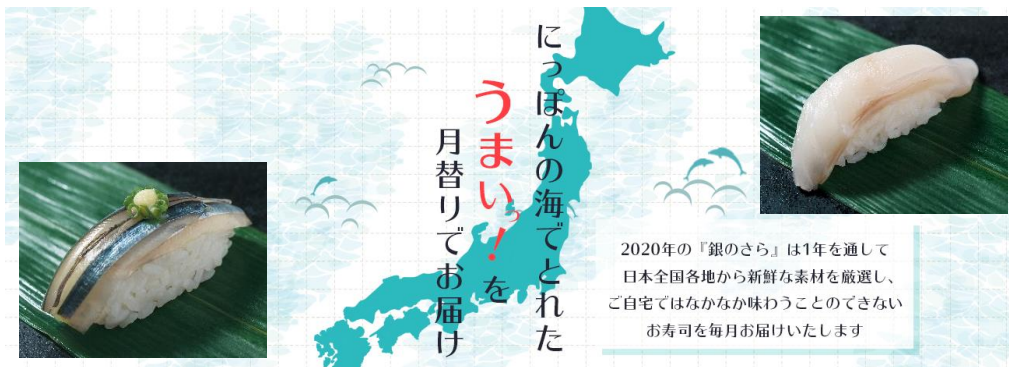 にっぽんの海でとれた
うまいっ!を
月替りでお届け
2020年の『銀のさら』は1年を通して
日本全国各地から新鮮な素材を厳選し、
ご自宅ではなかなか味わうことのできない
お寿司を毎月お届けいたします